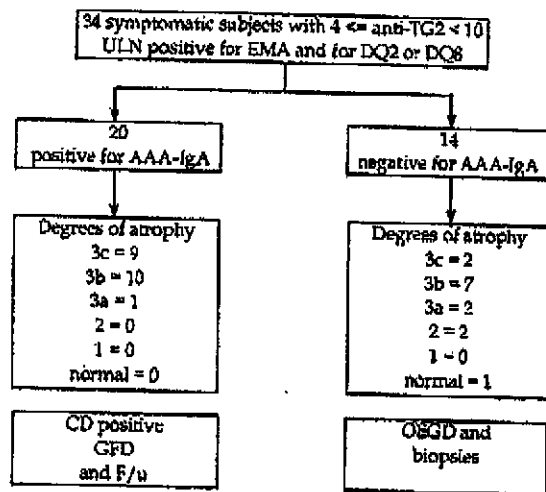 34 symptomatic subjects with 4 <= anti-TG2 < 10
ULN positive for EMA and for DQ2 or DQ8
20
positive for AAA-IgA
14
negative for AAA-IgA
Degrees of atrophy
3c = 9
3b = 10
3a = 1
2 = 0
1 = 0
normal = 0
Degrees of atrophy
3c = 2
3b = 7
3a = 2
2 = 2
1 = 0
normal = 1
CD positive
GFD
and F/u
OEGD and
biopsies